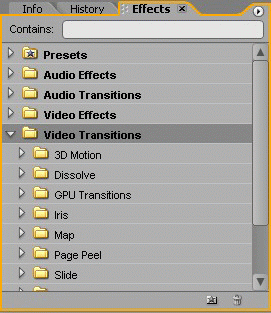 Info History Effects
Contains:
Presets
Audio Effects
Audio Transitions
Video Effects
Video Transitions
3D Motion
Dissolve
GPU Transitions
Iris
Map
Page Peel
Slide